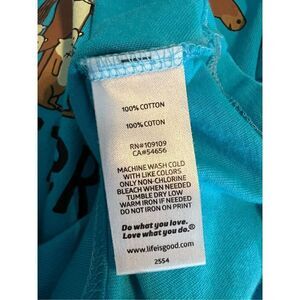 100% COTTON
100% COTON
RN#109109
CA#54656
MACHINE WASH COLD
WITH LIKE COLORS
ONLY NON-CHLORINE
BLEACH WHEN NEEDED
TUMBLE DRY LOW
WARM IRON IF NEEDED
DO NOT IRON ON PRINT
Do what you love.
Love what you do.®
www.lifeisgood.com
2554